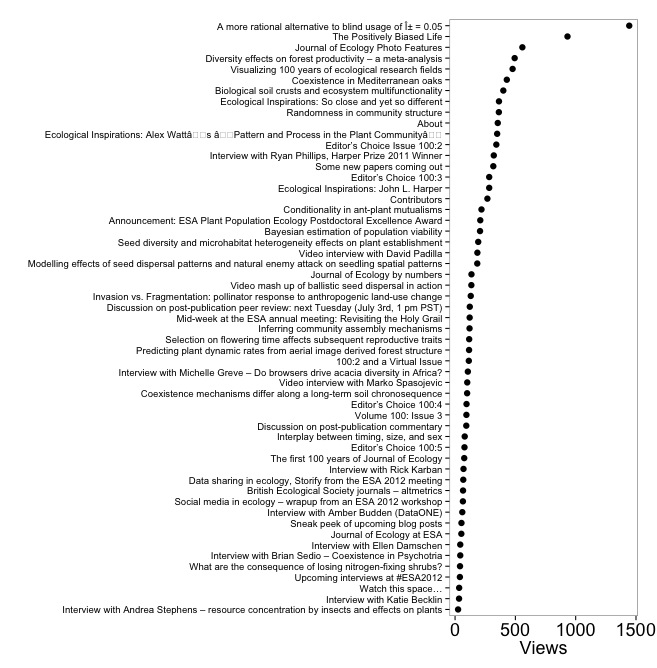 A more rational alternative to blind usage of Î± = 0.05
The Positively Biased Life
Journal of Ecology Photo Features
Diversity effects on forest productivity – a meta-analysis
Visualizing 100 years of ecological research fields
Coexistence in Mediterranean oaks
Biological soil crusts and ecosystem multifunctionality
Ecological Inspirations: So close and yet so different
Randomness in community structure
About
Ecological Inspirations: Alex Wattâ□□s â□□Pattern and Process in the Plant Communityâ□□
Editor's Choice Issue 100:2
Interview with Ryan Phillips, Harper Prize 2011 Winner
Some new papers coming out
Editor's Choice 100:3
Ecological Inspirations: John L. Harper
Contributors
Conditionality in ant-plant mutualisms
Announcement: ESA Plant Population Ecology Postdoctoral Excellence Award
Bayesian estimation of population viability
Seed diversity and microhabitat heterogeneity effects on plant establishment
Video interview with David Padilla
Modelling effects of seed dispersal patterns and natural enemy attack on seedling spatial patterns
Journal of Ecology by numbers
Video mash up of ballistic seed dispersal in action
Invasion vs. Fragmentation: pollinator response to anthropogenic land-use change
Discussion on post-publication peer review: next Tuesday (July 3rd, 1 pm PST)
Mid-week at the ESA annual meeting: Revisiting the Holy Grail
Inferring community assembly mechanisms
Selection on flowering time affects subsequent reproductive traits
Predicting plant dynamic rates from aerial image derived forest structure
100:2 and a Virtual Issue
Interview with Michelle Greve – Do browsers drive acacia diversity in Africa?
Video interview with Marko Spasojevic
Coexistence mechanisms differ along a long-term soil chronosequence
Editor's Choice 100:4
Volume 100: Issue 3
Discussion on post-publication commentary
Interplay between timing, size, and sex
Editor's Choice 100:5
The first 100 years of Journal of Ecology
Interview with Rick Karban
Data sharing in ecology, Storify from the ESA 2012 meeting
British Ecological Society journals – altmetrics
Social media in ecology – wrapup from an ESA 2012 workshop
Interview with Amber Budden (DataONE)
Sneak peek of upcoming blog posts
Journal of Ecology at ESA
Interview with Ellen Damschen
Interview with Brian Sedio – Coexistence in Psychotria
What are the consequence of losing nitrogen-fixing shrubs?
Upcoming interviews at #ESA2012
Watch this space…
Interview with Katie Becklin
Interview with Andrea Stephens – resource concentration by insects and effects on plants
0 500 1000 1500
Views